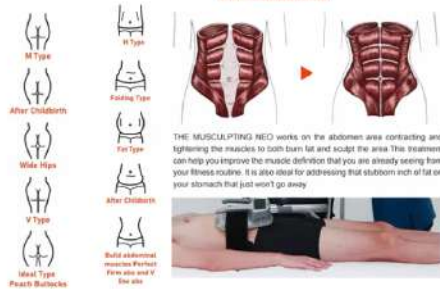 M Type
After Childbirth
Wide Hips
V Type
Ideal Type
Peach Buttocks
H Type
Folding Type
Fat Type
After Childbirth
Build abdominal
muscles Perfect
Firm abs and V
line abs
THE MUSCULPTING NEO works on the abdomen area contracting and
tightening the muscles to both burn fat and sculpt the area This treatment
can help you improve the muscle definition that you are already seeing from
your fitness routine. It is also ideal for addressing that stubborn inch of fat on
your stomach that just won't go away.